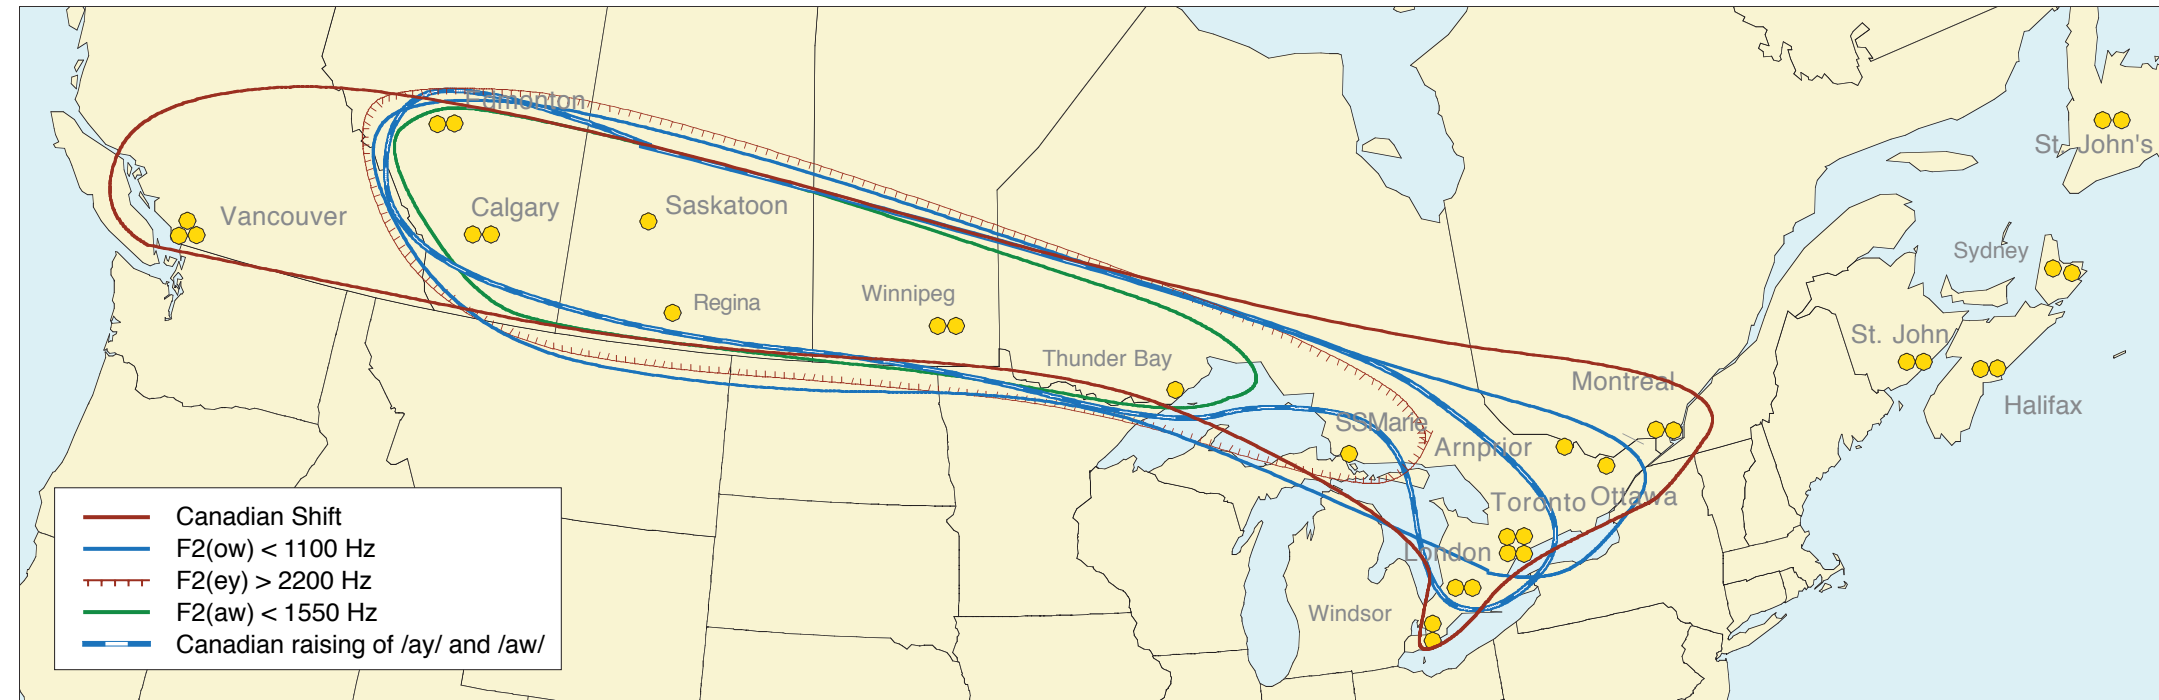 Edmonton
St. John's
Vancouver
Calgary
Saskatoon
Sydney
Regina
Winnipeg
St. John
Thunder Bay
Montreal
Halifax
SSMarie
Arnprior
Toronto
Ottawa
London
Windsor
Canadian Shift
F2(ow) < 1100 Hz
F2(ey) > 2200 Hz
F2(aw) < 1550 Hz
Canadian raising of /ay/ and /aw/